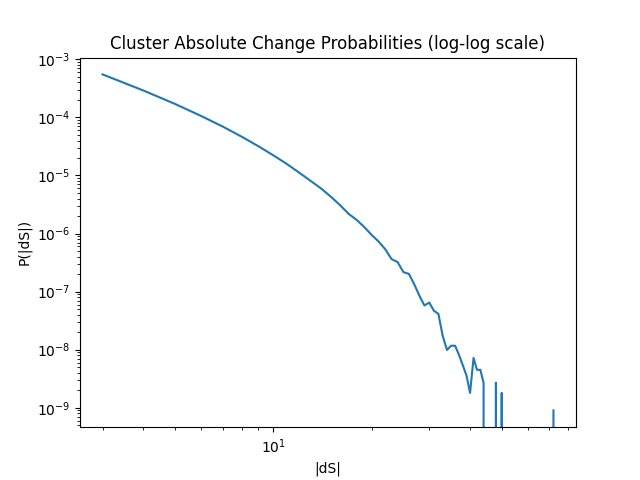 Cluster Absolute Change Probabilities (log-log scale)
10⁻³
10⁻⁴
10⁻⁵
10⁻⁶
10⁻⁷
10⁻⁸
10⁻⁹
P(|dS|)
10¹
|dS|